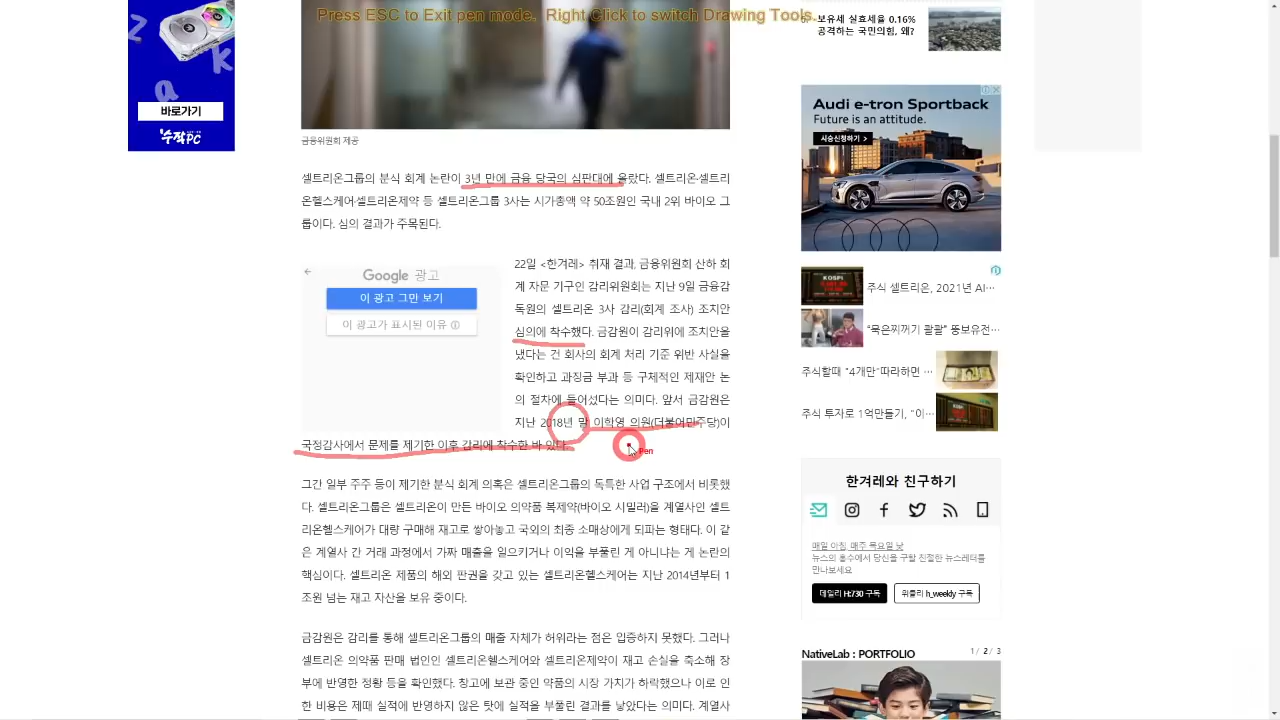 Press ESC to Exit pen mode, Right Click to switch Drawing Tools.
바로가기
수작PC
금융위원회 제공
셀트리온그룹의 분식 회계 논란이 3년 만에 금융 당국의 심판대에 올랐다. 셀트리온·셀트리
온헬스케어·셀트리온제약 등 셀트리온그룹 3사는 시가총액 약 50조원인 국내 2위 바이오 그
룹이다. 심의 결과가 주목된다.
Google 광고
이 광고 그만 보기
이 광고가 표시된 이유 ⓘ
22일 <한겨레> 취재 결과, 금융위원회 산하 회
계 자문 기구인 감리위원회는 지난 9일 금융감
독원의 셀트리온 3사 감리(회계 조사) 조치안
심의에 착수했다. 금감원이 감리위에 조치안을
냈다는 건 회사의 회계 처리 기준 위반 사실을
확인하고 과징금 부과 등 구체적인 제재안 논
의 절차에 들어섰다는 의미다. 앞서 금감원은
지난 2018년 말 이학영 의원(더불어민주당)이
국정감사에서 문제를 제기한 이후 감리에 착수한 바 있다.
Pen
그간 일부 주주 등이 제기한 분식 회계 의혹은 셀트리온그룹의 독특한 사업 구조에서 비롯했
다. 셀트리온그룹은 셀트리온이 만든 바이오 의약품 복제약(바이오 시밀러)을 계열사인 셀트
리온헬스케어가 대량 구매해 재고로 쌓아놓고 국외의 최종 소매상에게 되파는 형태다. 이 같
은 계열사 간 거래 과정에서 가짜 매출을 일으키거나 이익을 부풀린 게 아니냐는 게 논란의
핵심이다. 셀트리온 제품의 해외 판권을 갖고 있는 셀트리온헬스케어는 지난 2014년부터 1
조원 넘는 재고 자산을 보유 중이다.
금감원은 감리를 통해 셀트리온그룹의 매출 자체가 허위라는 점은 입증하지 못했다. 그러나
셀트리온 의약품 판매 법인인 셀트리온헬스케어와 셀트리온제약이 재고 손실을 축소해 장
부에 반영한 정황 등을 확인했다. 창고에 보관 중인 약품의 시장 가치가 하락했으나 이로 인
한 비용은 제때 실적에 반영하지 않은 탓에 실적을 부풀린 결과를 낳았다는 의미다. 계열사
보유세 실효세율 0.16%
공격하는 국민의힘, 왜?
Audi e-tron Sportback
Future is an attitude.
시승신청하기 >
주식 셀트리온, 2021년 AI…
"묵은찌꺼기 콸콸" 똥보유전…
주식할때 "4개만"따라하면 …
주식 투자로 1억만들기, "이…
한겨레와 친구하기
매일 아침, 매주 목요일 낮
뉴스의 홍수에서 당신을 구할 친절한 뉴스레터를
만나보세요
데일리 H:730 구독
위클리 h_weekly 구독
NativeLab : PORTFOLIO
1 / 2 / 3